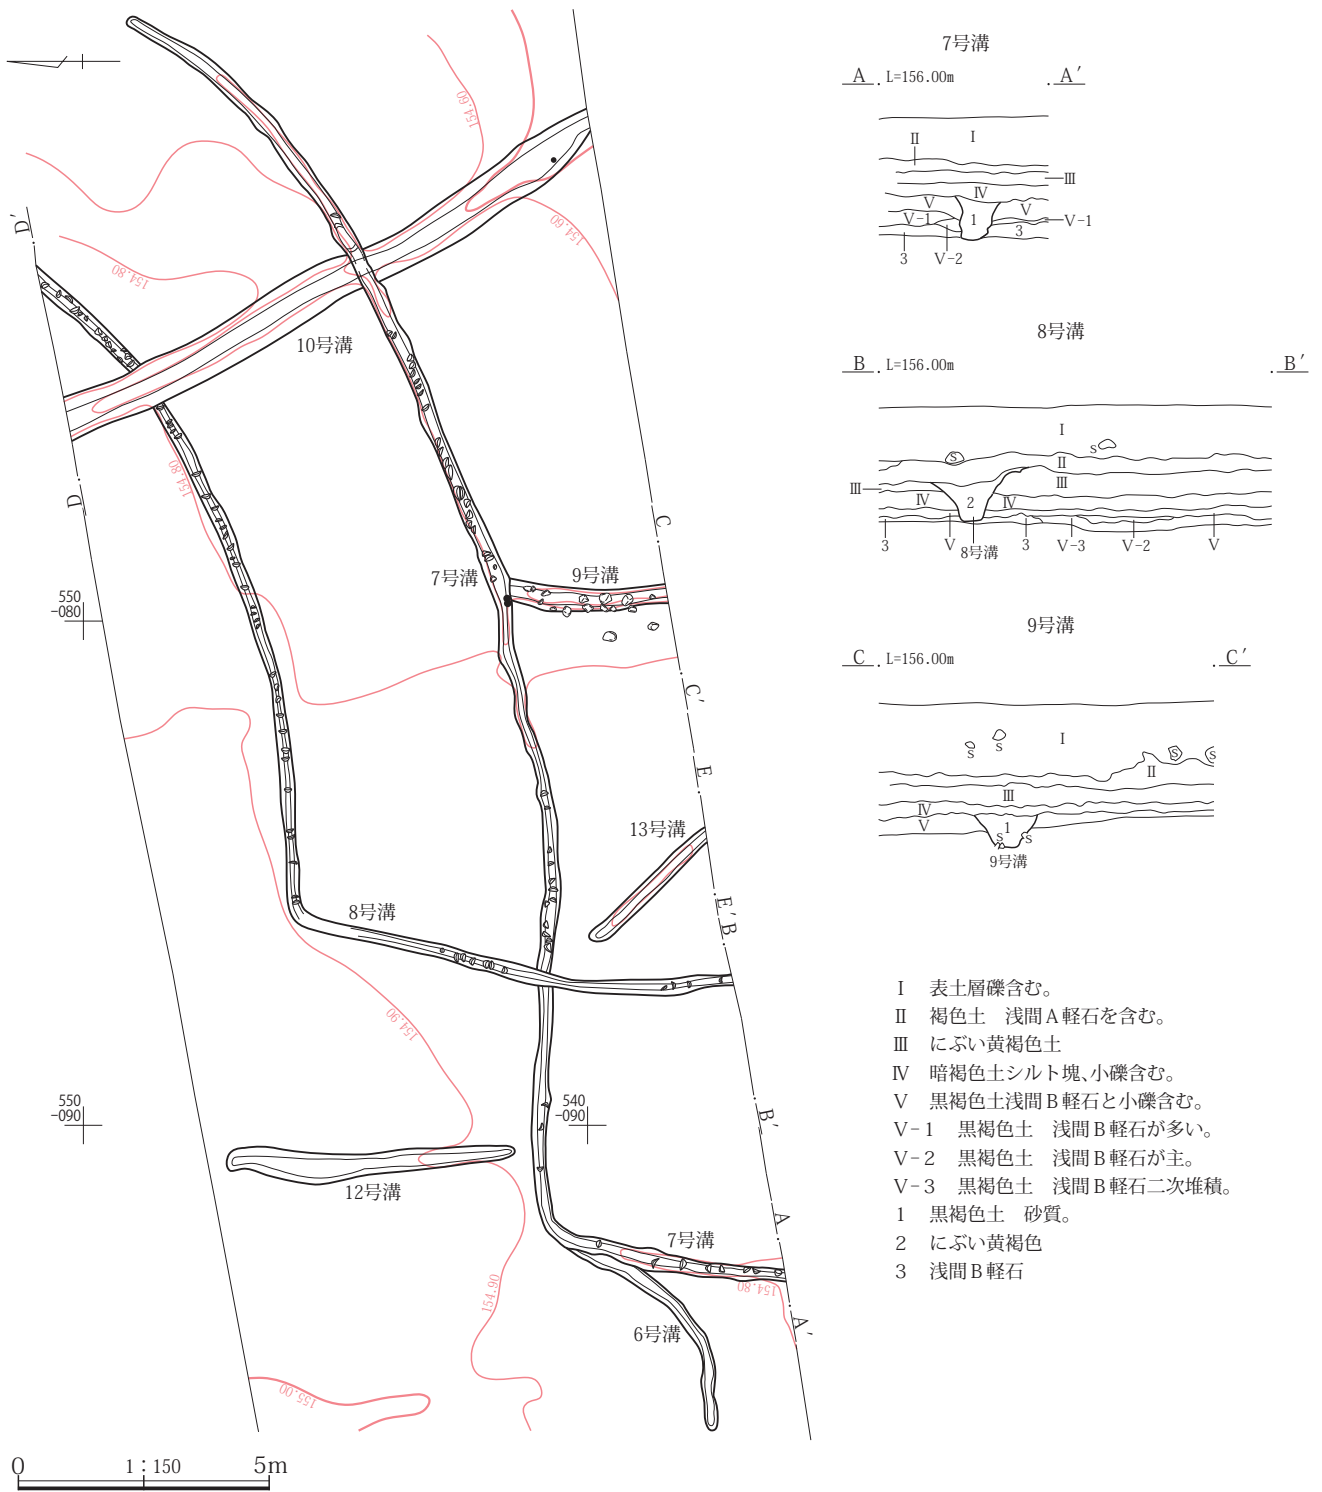 7号溝
A L=156.00m A′
I
II
III
IV
V
V
V-1
1
V-1
3
3
V-2
8号溝
B L=156.00m B′
I
S
S
II
III
III
IV
2
IV
3
V
8号溝
3
V-3
V-2
V
9号溝
C L=156.00m C′
I
S
S
S
S
II
III
IV
V
1
S
S
9号溝
154.60
154.60
D′
154.80
10号溝
154.80
D
C
7号溝
9号溝
550
-080
C′
E
13号溝
8号溝
E′
B
154.90
550
-090
540
-090
B′
12号溝
A
7号溝
154.80
154.90
6号溝
A′
155.00
0 1:150 5m
I 表土層礫含む。
II 褐色土 浅間A軽石を含む。
III にぶい黄褐色土
IV 暗褐色土シルト塊、小礫含む。
V 黒褐色土浅間B軽石と小礫含む。
V-1 黒褐色土 浅間B軽石が多い。
V-2 黒褐色土 浅間B軽石が主。
V-3 黒褐色土 浅間B軽石二次堆積。
1 黒褐色土 砂質。
2 にぶい黄褐色
3 浅間B軽石